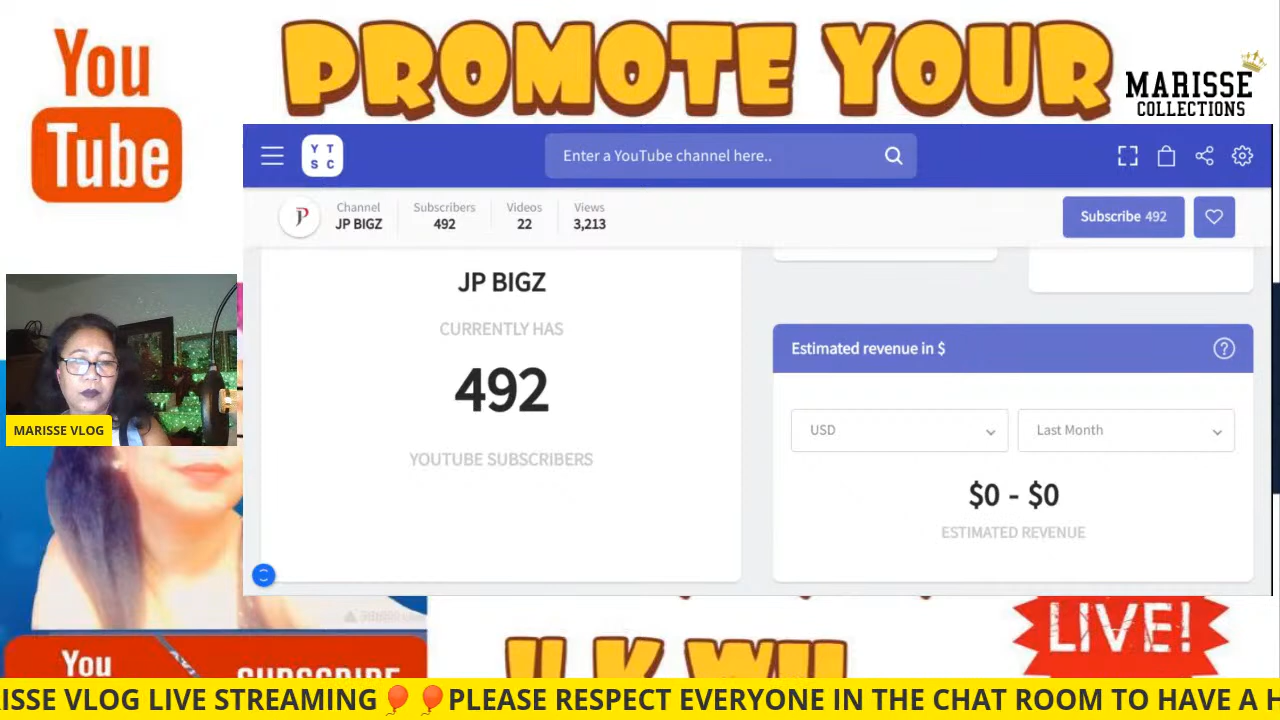 You
Tube
PROMOTE YOUR
MARISSE
COLLECTIONS
Y T
S C
Enter a YouTube channel here..
Channel
JP BIGZ
Subscribers
492
Videos
22
Views
3,213
Subscribe 492
JP BIGZ
CURRENTLY HAS
492
YOUTUBE SUBSCRIBERS
Estimated revenue in $
?
USD
Last Month
$0 - $0
ESTIMATED REVENUE
MARISSE VLOG
LIVE!
You
SUBSCRIBE
ISSE VLOG LIVE STREAMING🎈🎈PLEASE RESPECT EVERYONE IN THE CHAT ROOM TO HAVE A H